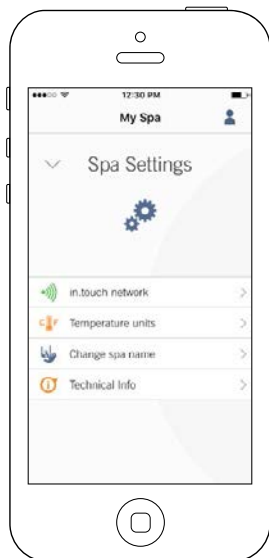 12:30 PM
My Spa
Spa Settings
in.touch network
C F
Temperature units
Change spa name
i
Technical Info